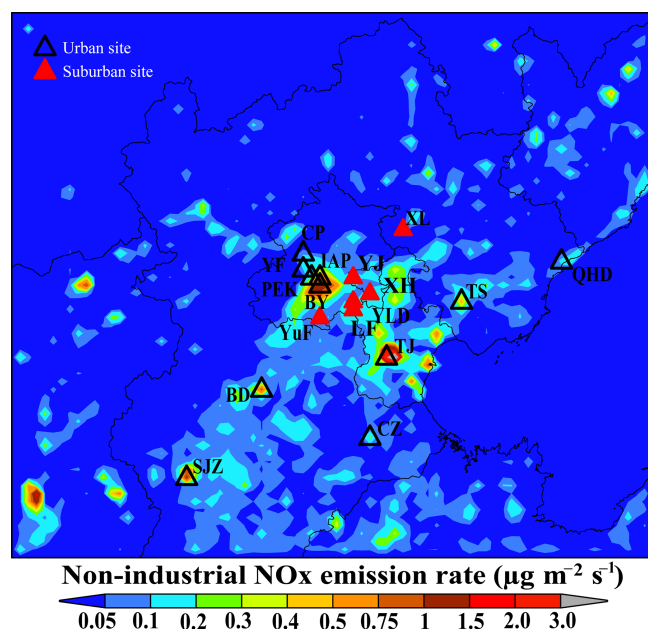 Urban site
Suburban site
XL
CP
YF
IAP
YJ
QHD
PEK
XH
TS
BY
YLD
YuF
LF
TJ
BD
CZ
SJZ
Non-industrial NOx emission rate (μg m⁻² s⁻¹)
0.05 0.1 0.2 0.3 0.4 0.5 0.75 1 1.5 2.0 3.0